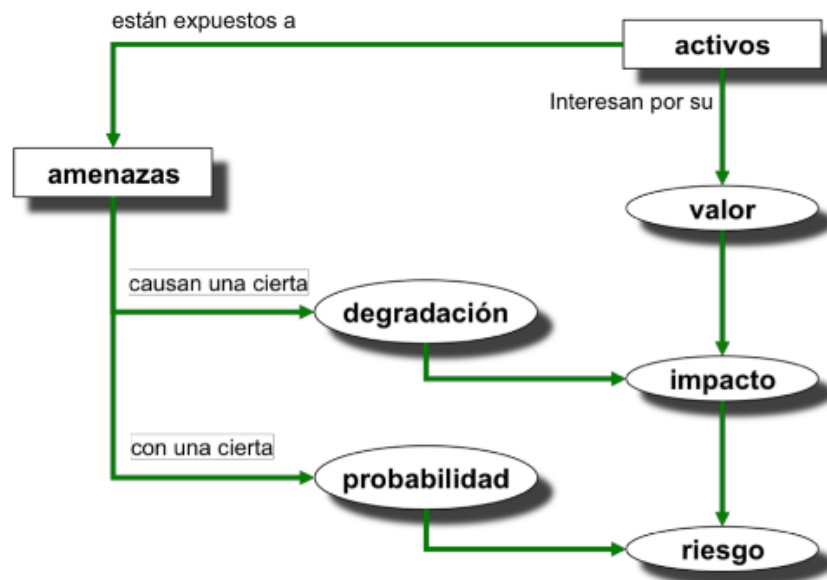 están expuestos a
activos
Interesan por su
amenazas
valor
causan una cierta
degradación
impacto
con una cierta
probabilidad
riesgo